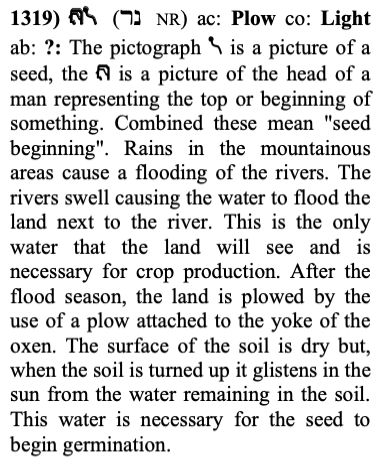 1319) (נר NR) ac: Plow co: Light
ab: ?: The pictograph is a picture of a
seed, the is a picture of the head of a
man representing the top or beginning of
something. Combined these mean "seed
beginning". Rains in the mountainous
areas cause a flooding of the rivers. The
rivers swell causing the water to flood the
land next to the river. This is the only
water that the land will see and is
necessary for crop production. After the
flood season, the land is plowed by the
use of a plow attached to the yoke of the
oxen. The surface of the soil is dry but,
when the soil is turned up it glistens in the
sun from the water remaining in the soil.
This water is necessary for the seed to
begin germination.